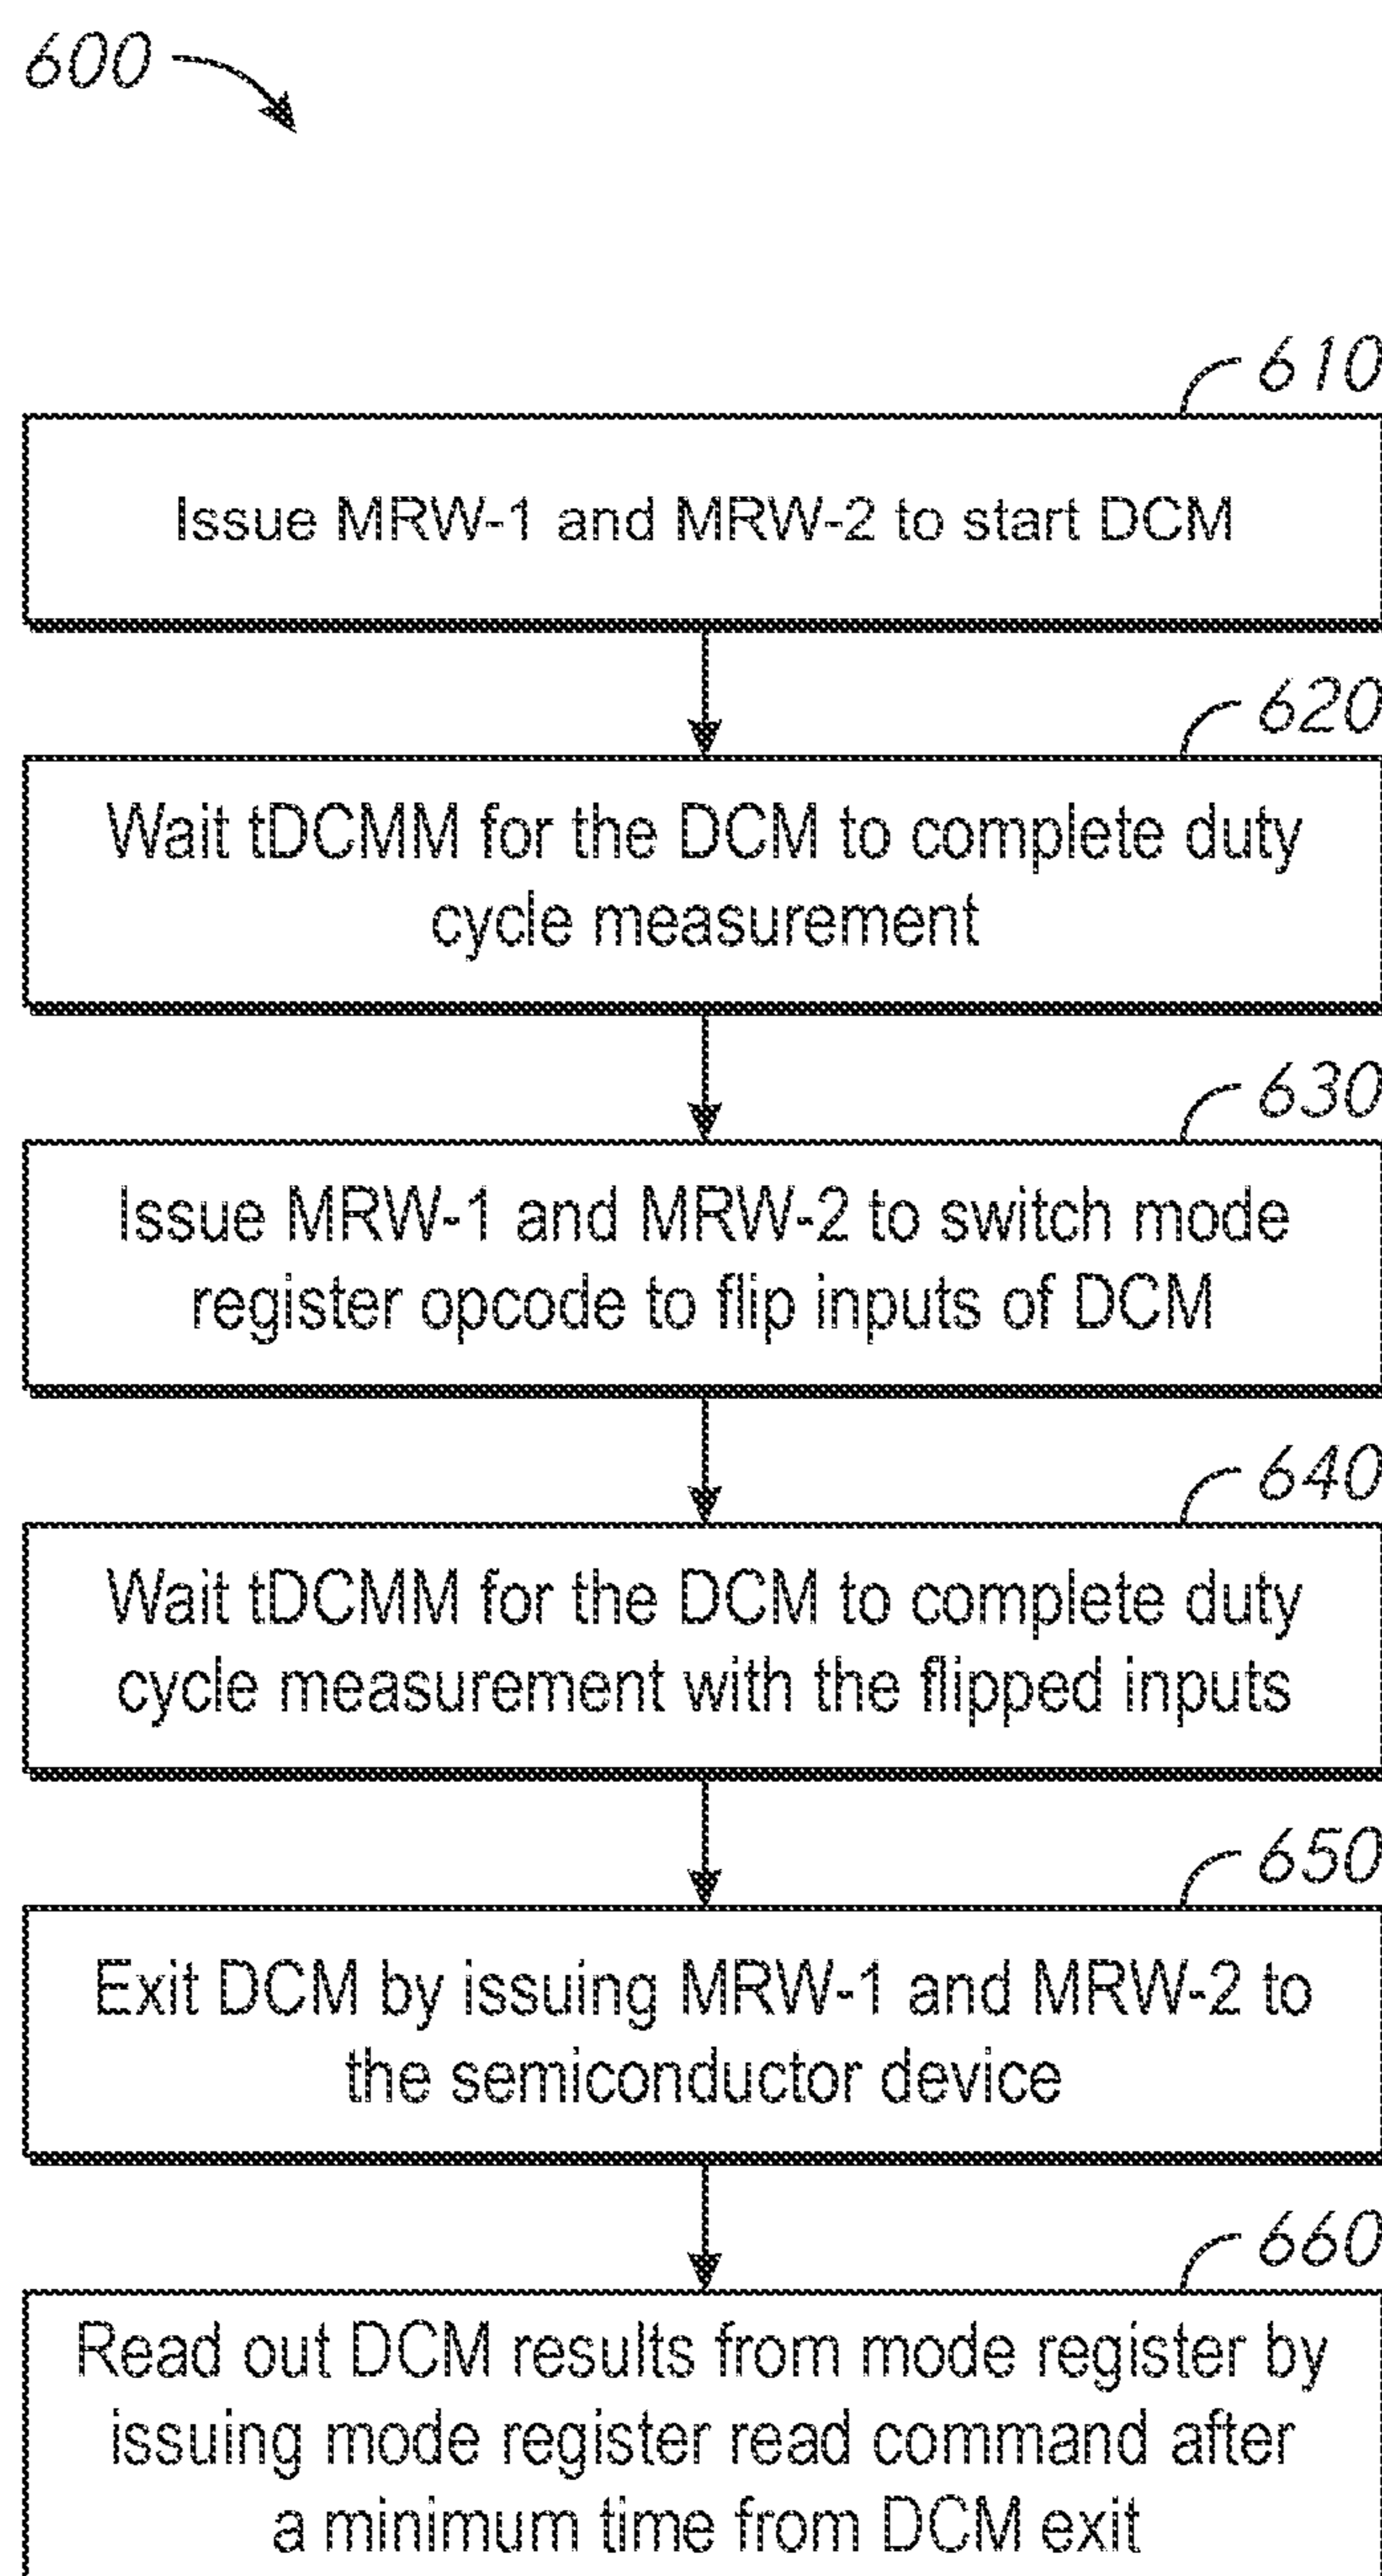 600
610
Issue MRW-1 and MRW-2 to start DCM
620
Wait tDCMM for the DCM to complete duty
cycle measurement
630
Issue MRW-1 and MRW-2 to switch mode
register opcode to flip inputs of DCM
640
Wait tDCMM for the DCM to complete duty
cycle measurement with the flipped inputs
650
Exit DCM by issuing MRW-1 and MRW-2 to
the semiconductor device
660
Read out DCM results from mode register by
issuing mode register read command after
a minimum time from DCM exit